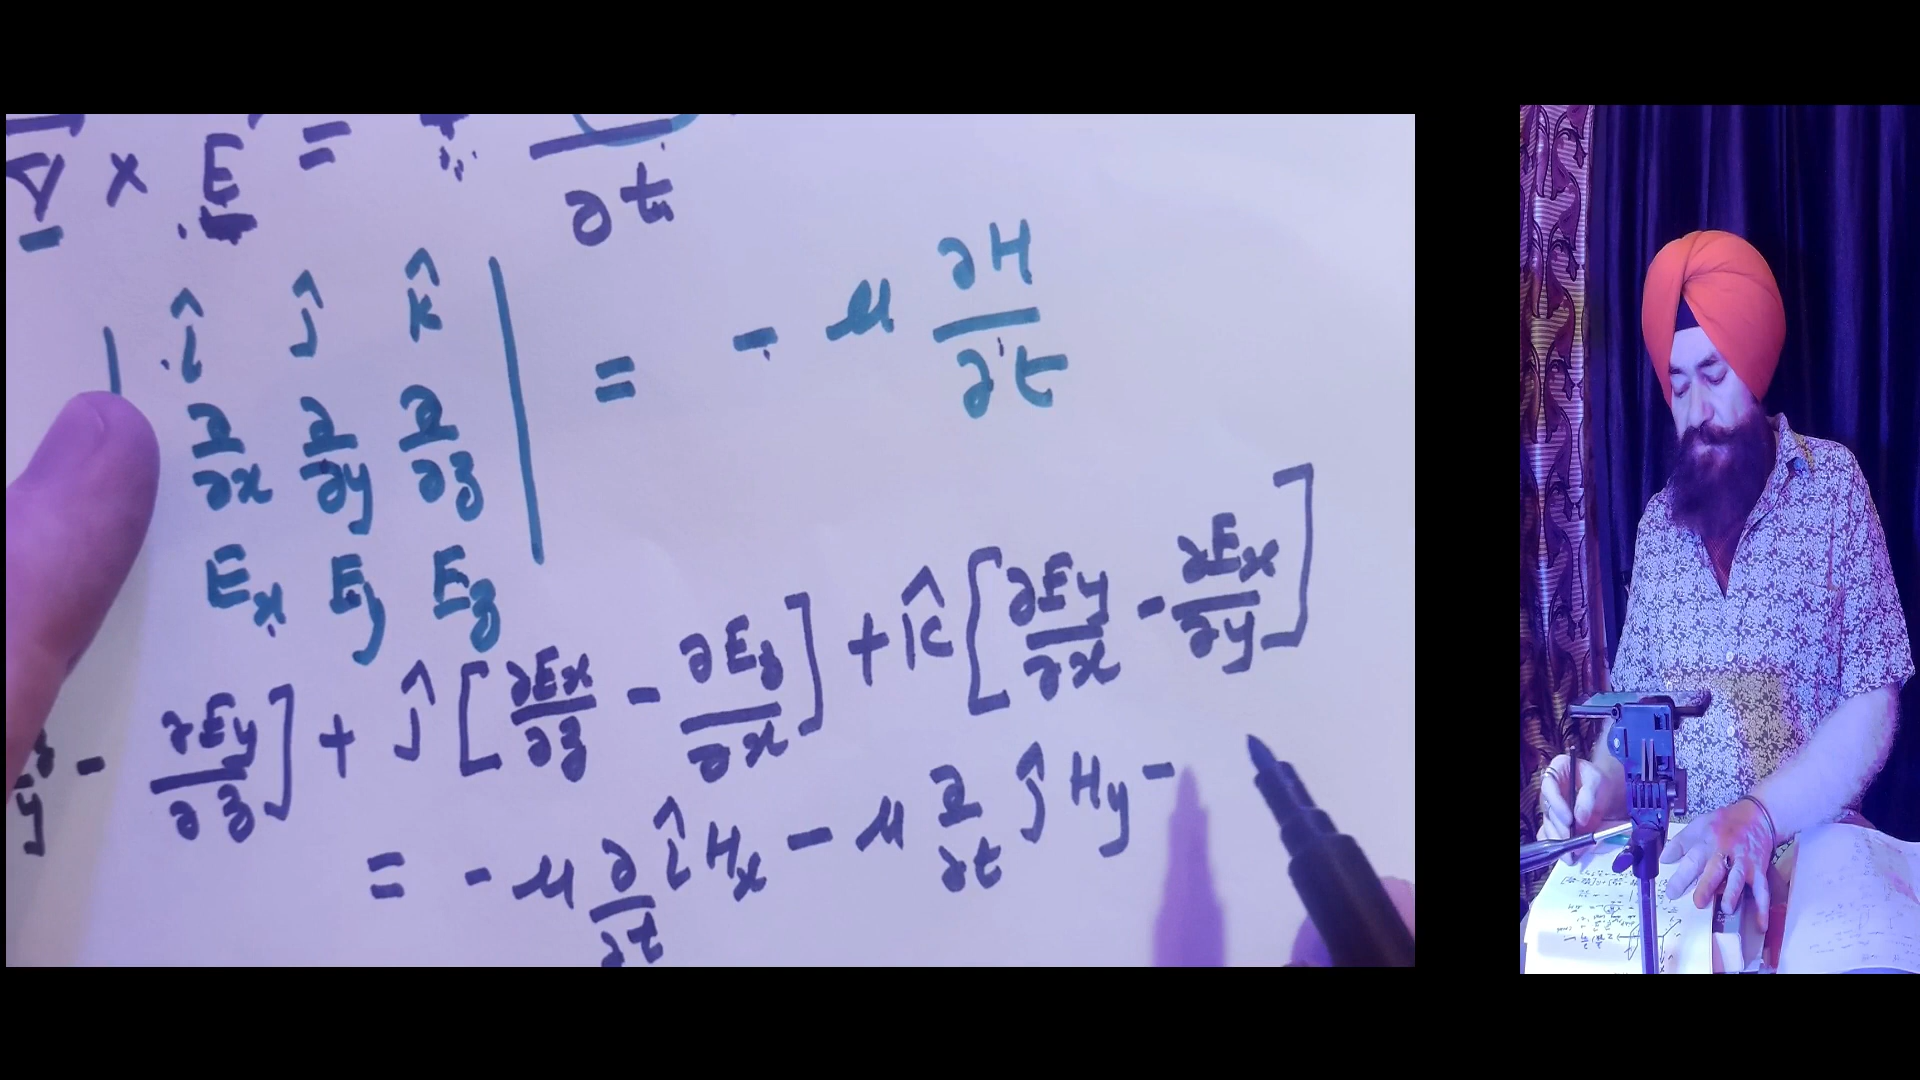 ∇ × E = - ∂t
| î ĵ k̂ | = - μ ∂H/∂t
∂/∂x ∂/∂y ∂/∂z
Ex Ey Ez
- ∂Ey/∂z] + ĵ [∂Ex/∂z - ∂Ez/∂x] + k̂ [∂Ey/∂x - ∂Ex/∂y]
= - μ ∂/∂t î Hx - μ ∂/∂t ĵ Hy -